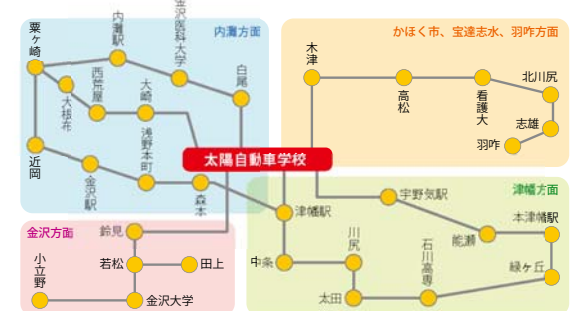 内灘方面
粟ヶ崎
内灘駅
金沢医科大学
白尾
大根布
西荒屋
大崎
近岡
金沢駅
浅野本町
森本
太陽自動車学校
かほく市、宝達志水、羽咋方面
木津
高松
看護大
北川尻
志雄
羽咋
金沢方面
鈴見
若松
田上
小立野
金沢大学
津幡方面
津幡駅
宇野気駅
能瀬
本津幡駅
緑ヶ丘
中条
川尻
太田
石川高専